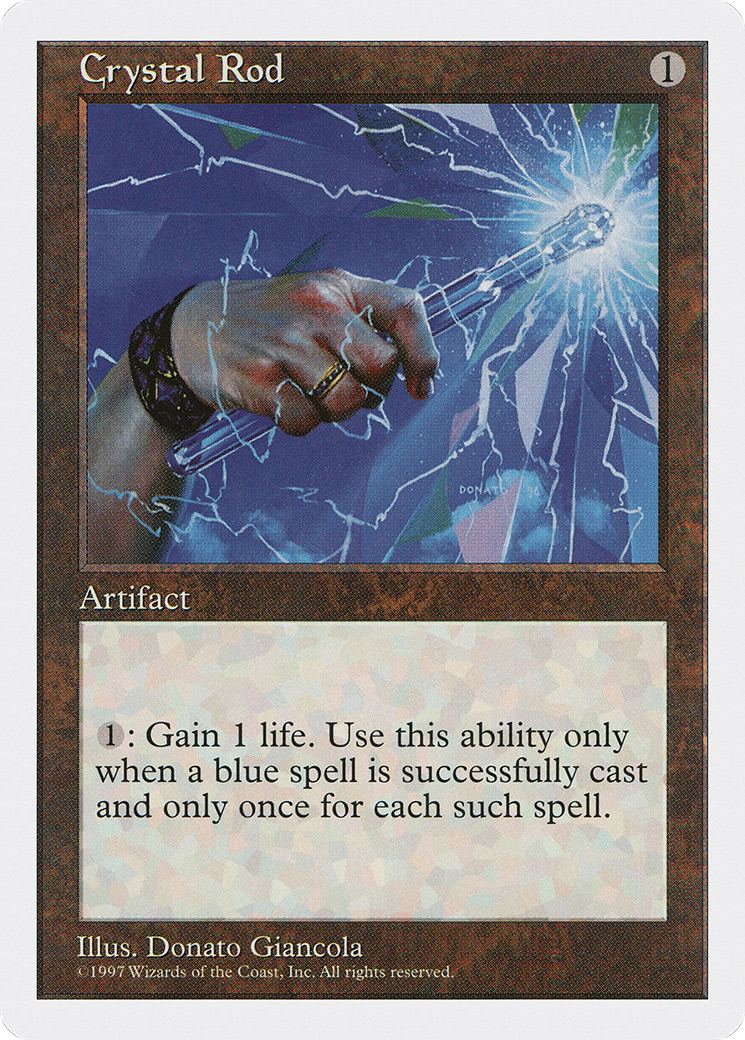 Crystal Rod
1
DONATO '96
Artifact
1: Gain 1 life. Use this ability only
when a blue spell is successfully cast
and only once for each such spell.
Illus. Donato Giancola
©1997 Wizards of the Coast, Inc. All rights reserved.